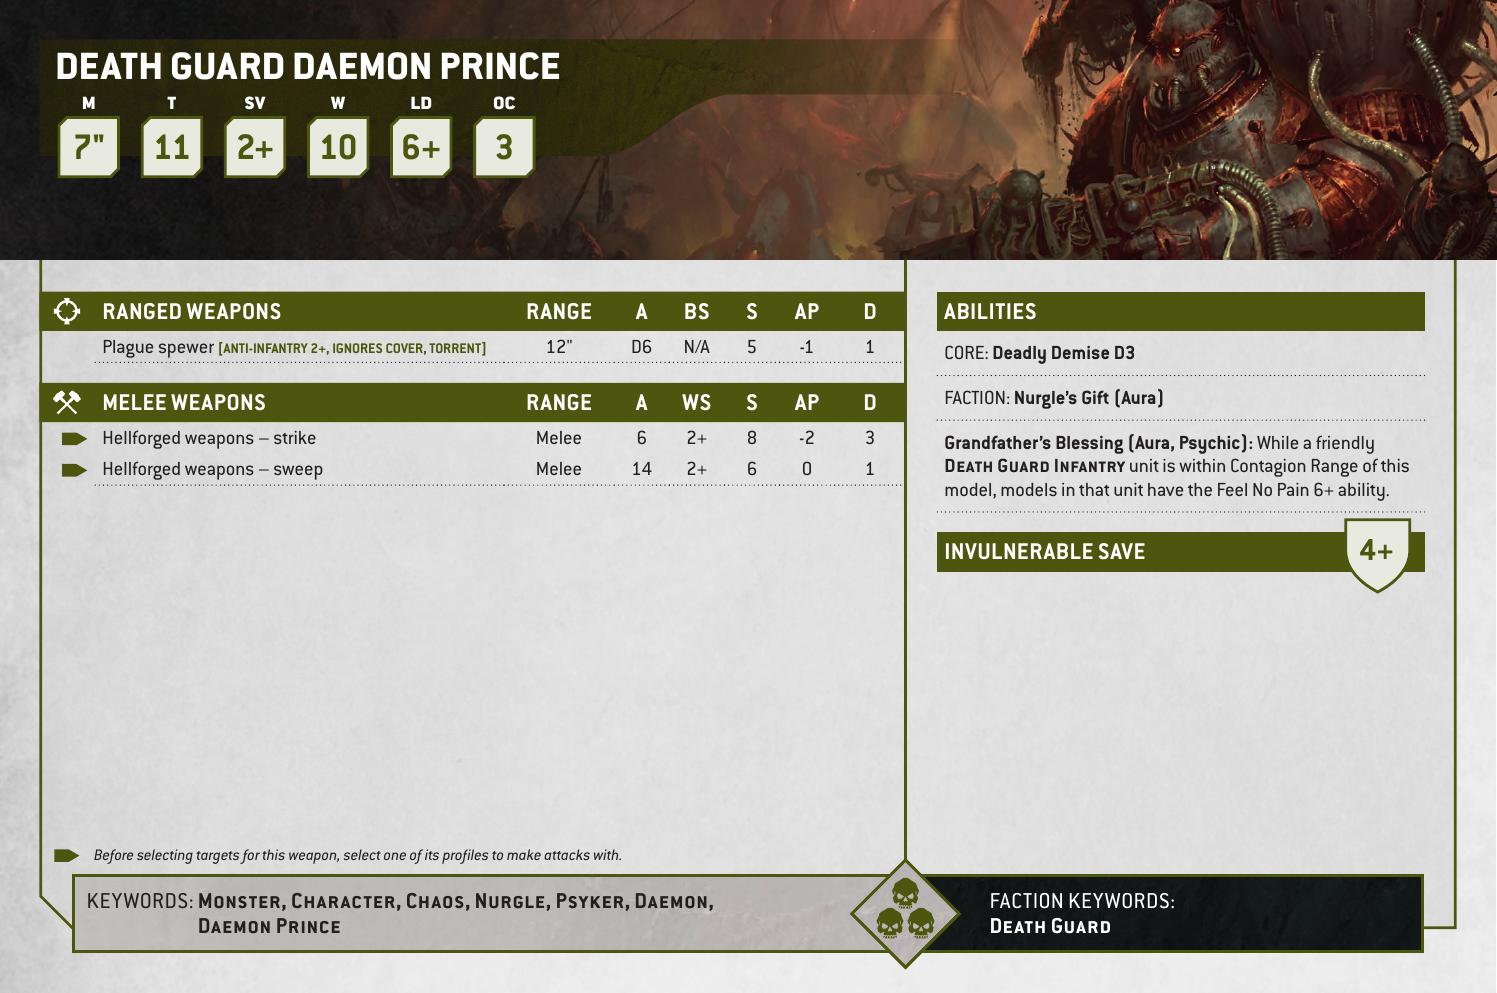 DEATH GUARD DAEMON PRINCE
M T SV W LD OC
7" 11 2+ 10 6+ 3
RANGED WEAPONS RANGE A BS S AP D
Plague spewer [ANTI-INFANTRY 2+, IGNORES COVER, TORRENT] 12" D6 N/A 5 -1 1
MELEE WEAPONS RANGE A WS S AP D
Hellforged weapons – strike Melee 6 2+ 8 -2 3
Hellforged weapons – sweep Melee 14 2+ 6 0 1
Before selecting targets for this weapon, select one of its profiles to make attacks with.
ABILITIES
CORE: Deadly Demise D3
FACTION: Nurgle's Gift (Aura)
Grandfather's Blessing (Aura, Psychic): While a friendly
DEATH GUARD INFANTRY unit is within Contagion Range of this
model, models in that unit have the Feel No Pain 6+ ability.
INVULNERABLE SAVE 4+
KEYWORDS: MONSTER, CHARACTER, CHAOS, NURGLE, PSYKER, DAEMON,
DAEMON PRINCE
FACTION KEYWORDS:
DEATH GUARD